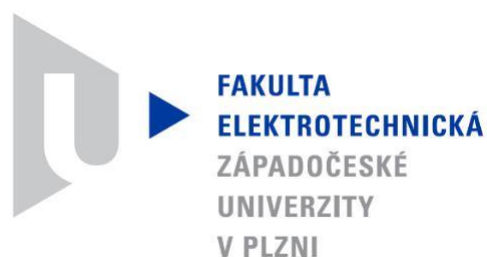 FAKULTA
ELEKTROTECHNICKÁ
ZÁPADOČESKÉ
UNIVERZITY
V PLZNI